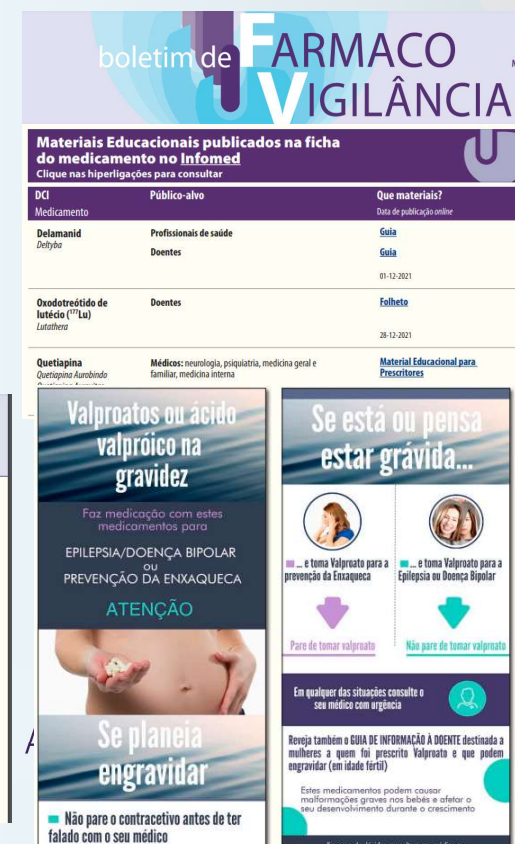 boletim de FARMACO
VIGILÂNCIA
Materiais Educacionais publicados na ficha
do medicamento no Infomed
Clique nas hiperligações para consultar
DCI
Medicamento
Público-alvo
Que materiais?
Data de publicação online
Delamanid
Deltyba
Profissionais de saúde
Guia
Doentes
Guia
01-12-2021
Oxodotreótido de
lutécio (¹⁷⁷Lu)
Lutathera
Doentes
Folheto
28-12-2021
Quetiapina
Quetiapina Aurobindo
Médicos: neurologia, psiquiatria, medicina geral e
familiar, medicina interna
Material Educacional para
Prescritores
Valproatos ou ácido
valpróico na
gravidez
Faz medicação com estes
medicamentos para
EPILEPSIA/DOENÇA BIPOLAR
ou
PREVENÇÃO DA ENXAQUECA
ATENÇÃO
Se planeia
engravidar
Não pare o contracetivo antes de ter
falado com o seu médico
Se está ou pensa
estar grávida...
... e toma Valproato para a
prevenção da Enxaqueca
Pare de tomar valproato
... e toma Valproato para a
Epilepsia ou Doença Bipolar
Não pare de tomar valproato
Em qualquer das situações consulte o
seu médico com urgência
Reveja também o GUIA DE INFORMAÇÃO À DOENTE destinada a
mulheres a quem foi prescrito Valproato e que podem
engravidar (em idade fértil)
Estes medicamentos podem causar
malformações graves nos bebés e afetar o
seu desenvolvimento durante o crescimento